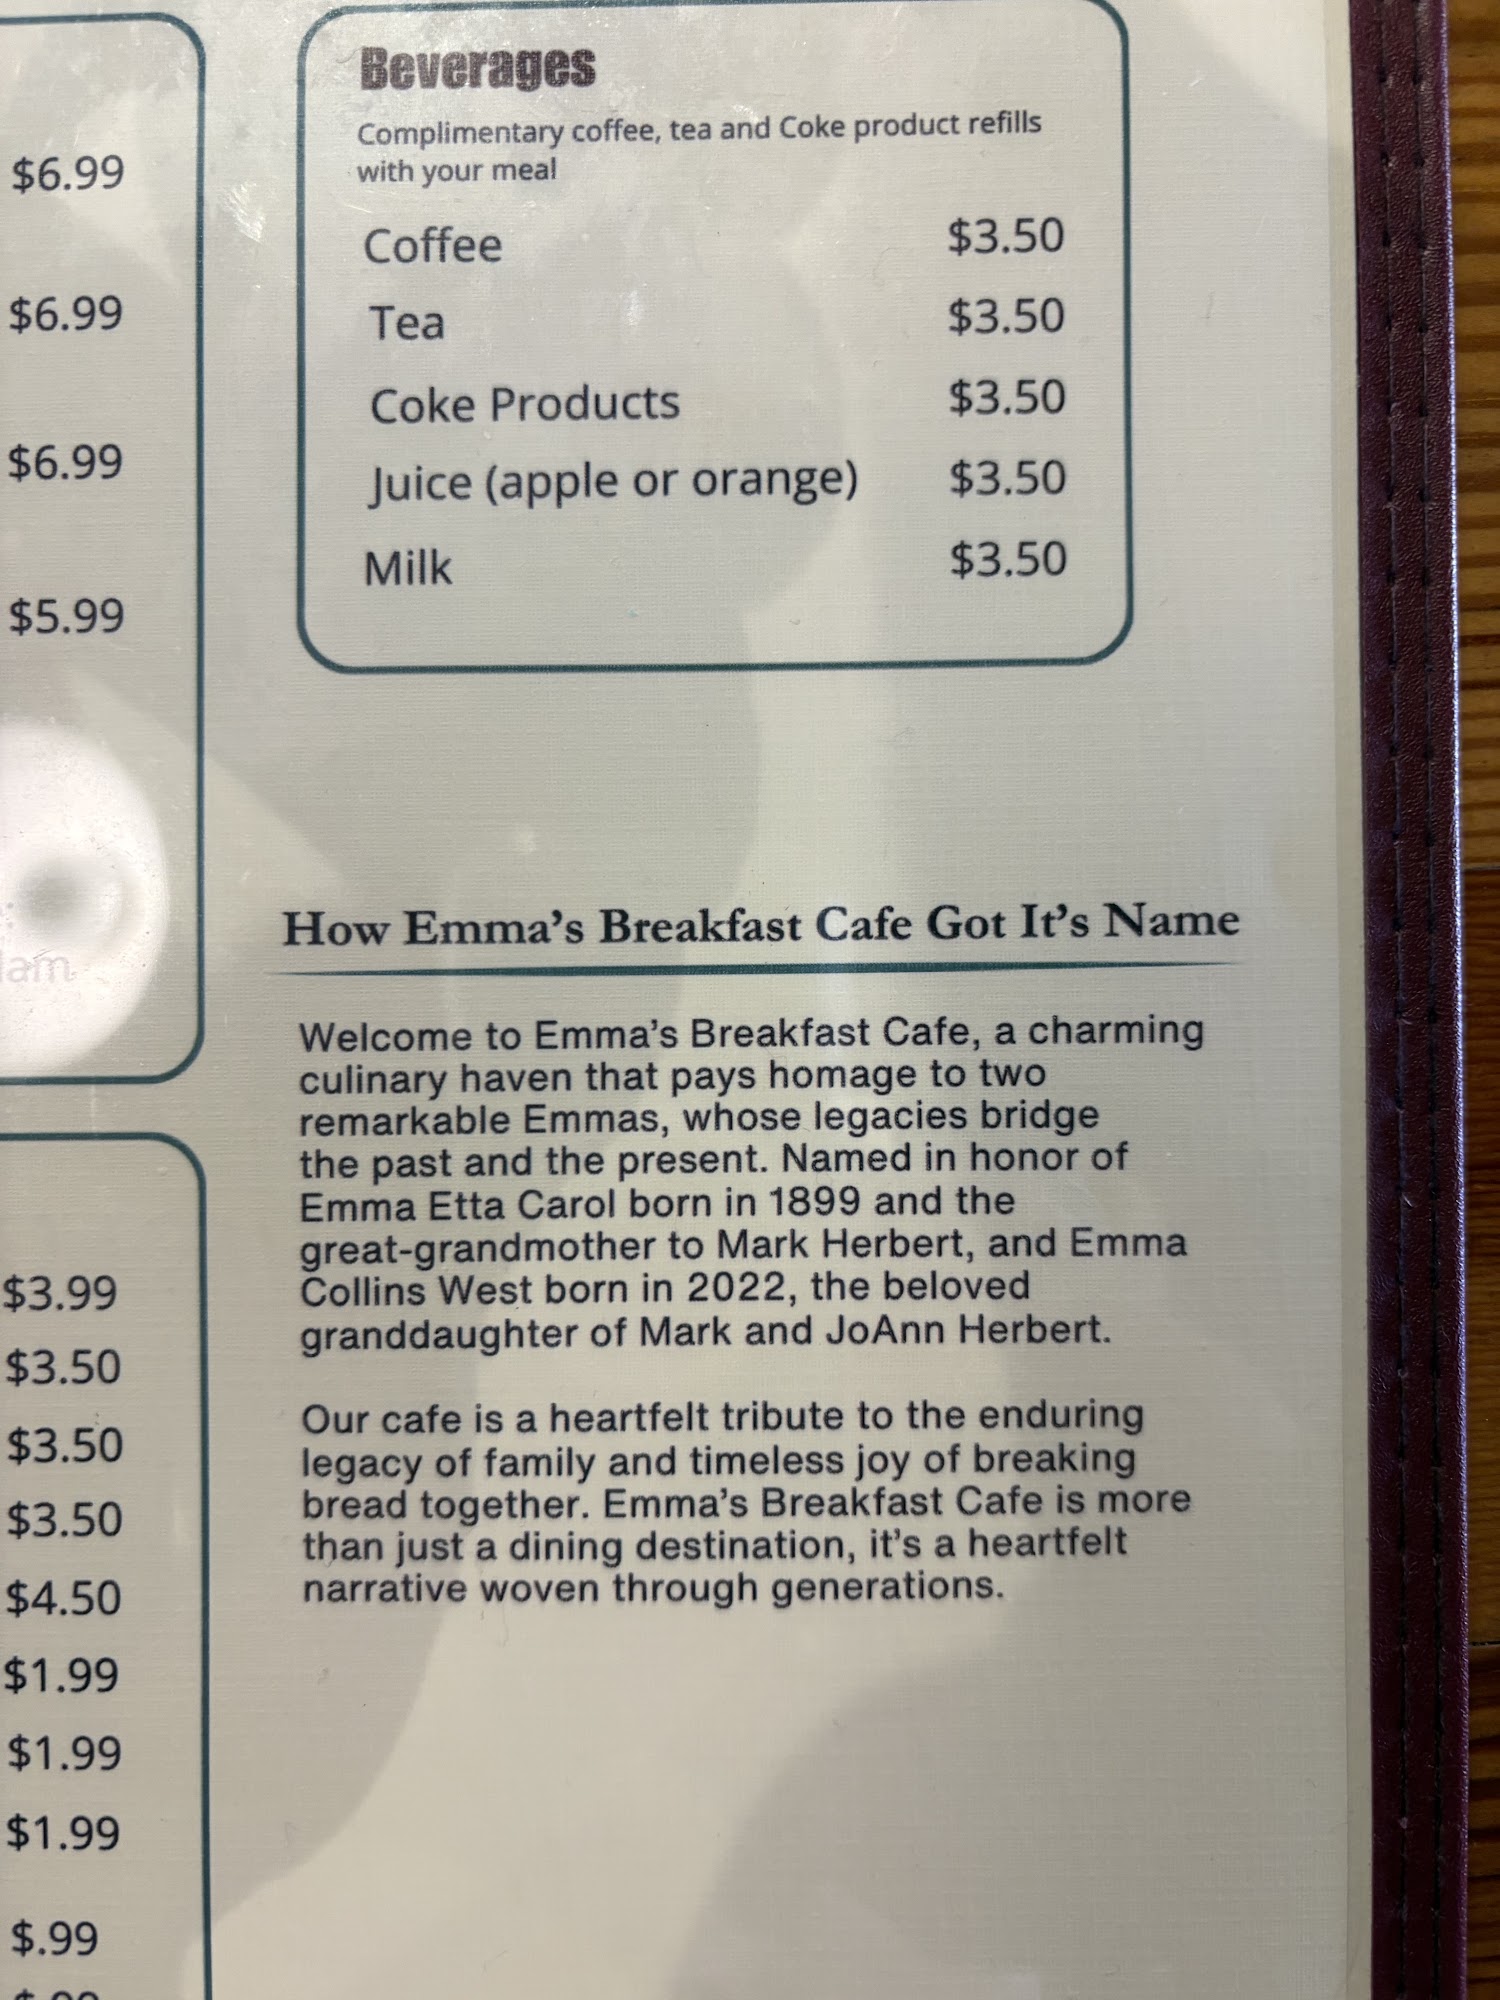 $6.99
$6.99
$6.99
$5.99
$3.99
$3.50
$3.50
$3.50
$4.50
$1.99
$1.99
$1.99
$.99
Beverages
Complimentary coffee, tea and Coke product refills
with your meal
Coffee $3.50
Tea $3.50
Coke Products $3.50
Juice (apple or orange) $3.50
Milk $3.50
How Emma's Breakfast Cafe Got It's Name
Welcome to Emma's Breakfast Cafe, a charming
culinary haven that pays homage to two
remarkable Emmas, whose legacies bridge
the past and the present. Named in honor of
Emma Etta Carol born in 1899 and the
great-grandmother to Mark Herbert, and Emma
Collins West born in 2022, the beloved
granddaughter of Mark and JoAnn Herbert.
Our cafe is a heartfelt tribute to the enduring
legacy of family and timeless joy of breaking
bread together. Emma's Breakfast Cafe is more
than just a dining destination, it's a heartfelt
narrative woven through generations.